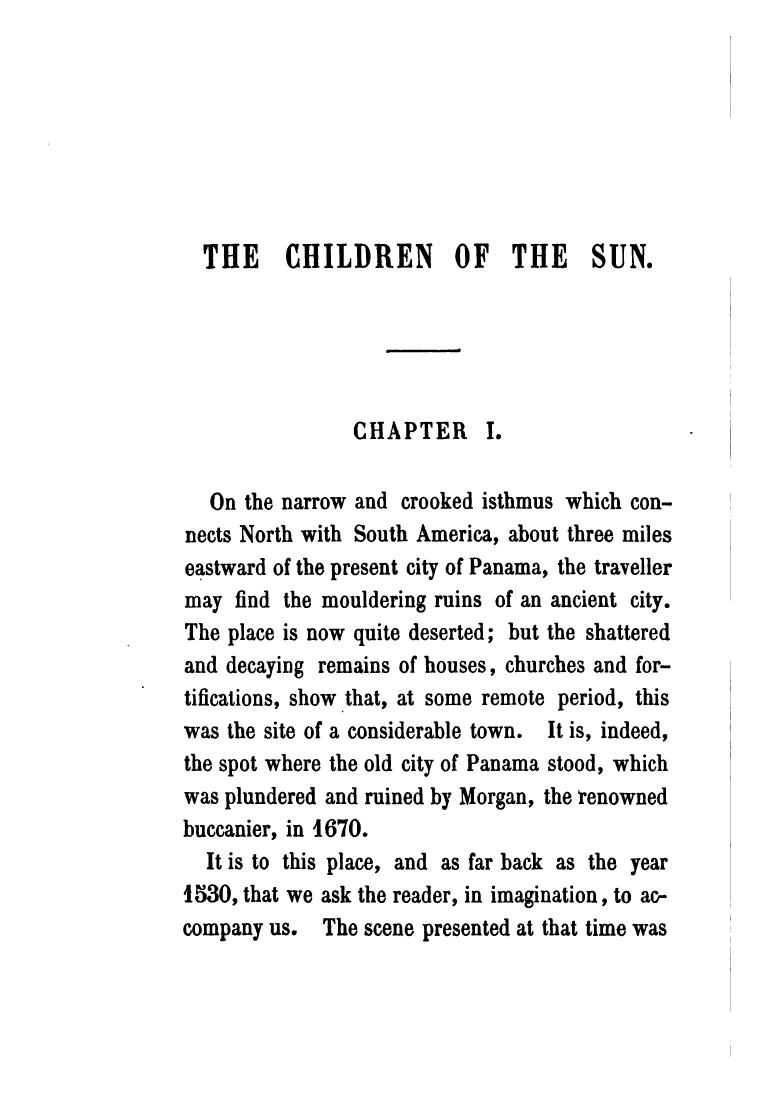 THE CHILDREN OF THE SUN.
CHAPTER I.
On the narrow and crooked isthmus which con-
nects North with South America, about three miles
eastward of the present city of Panama, the traveller
may find the mouldering ruins of an ancient city.
The place is now quite deserted; but the shattered
and decaying remains of houses, churches and for-
tifications, show that, at some remote period, this
was the site of a considerable town. It is, indeed,
the spot where the old city of Panama stood, which
was plundered and ruined by Morgan, the renowned
buccanier, in 1670.
It is to this place, and as far back as the year
1530, that we ask the reader, in imagination, to ac-
company us. The scene presented at that time was